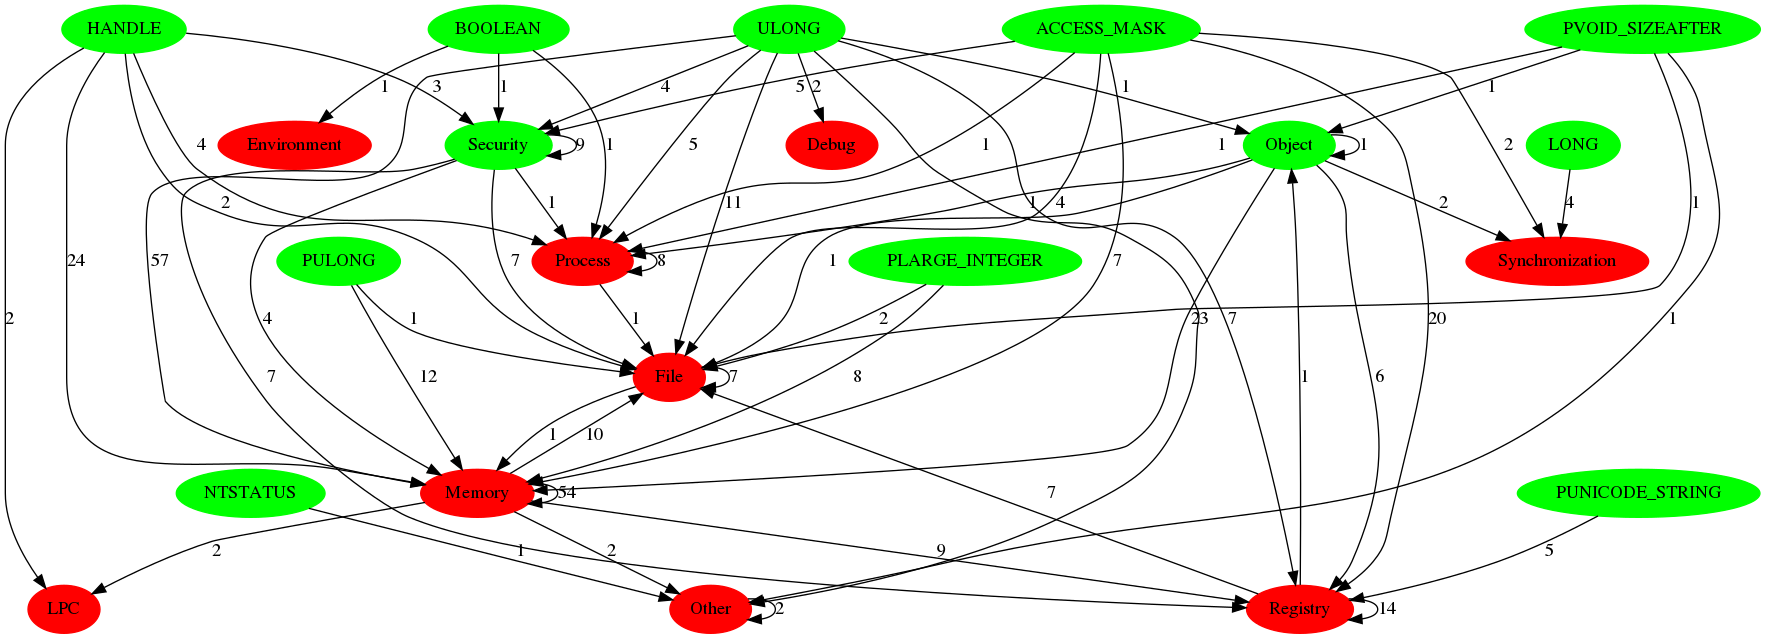 HANDLE BOOLEAN ULONG ACCESS_MASK PVOID_SIZEAFTER
1 1 3 4 5 2 1 1
Environment Security 9 1 Debug Object 1 LONG
4 5 1 1 2
2 1 11 1 4 2 4 1
PULONG Process 8 PLARGE_INTEGER Synchronization
24 57 7 1 7
2 4 1 1 2 23 7 20 1
7 12 File 7 8 1 6
1 10
NTSTATUS Memory 54 7 PUNICODE_STRING
2 1 2 9 5
LPC Other 2 Registry 14